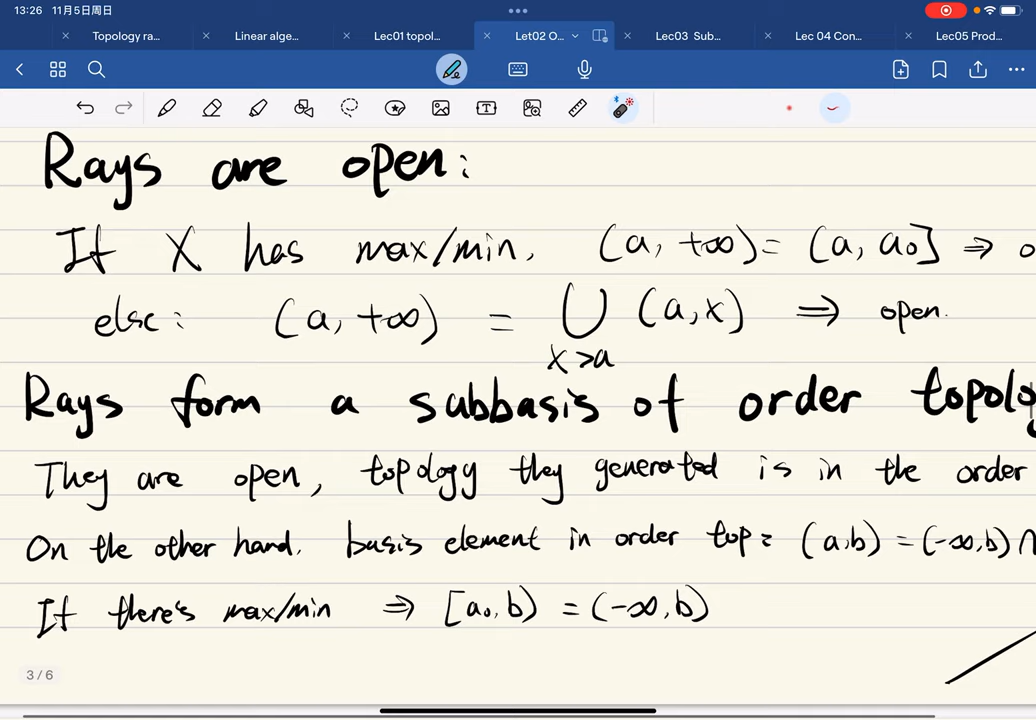 13:26 11月5日周日
Topology ra... Linear alge... Lec01 topol... Let02 O... Lec03 Sub... Lec 04 Con... Lec05 Prod...
Rays are open:
If X has max/min, (a, +∞) = (a, a₀] ⇒ o
else: (a, +∞) = ⋃ (a, x) ⇒ open.
x > a
Rays form a subbasis of order topolo
They are open, topology they generated is in the order
On the other hand. basis element in order top: (a,b) = (-∞, b) ∩
If there's max/min ⇒ [a₀, b) = (-∞, b)
3 / 6